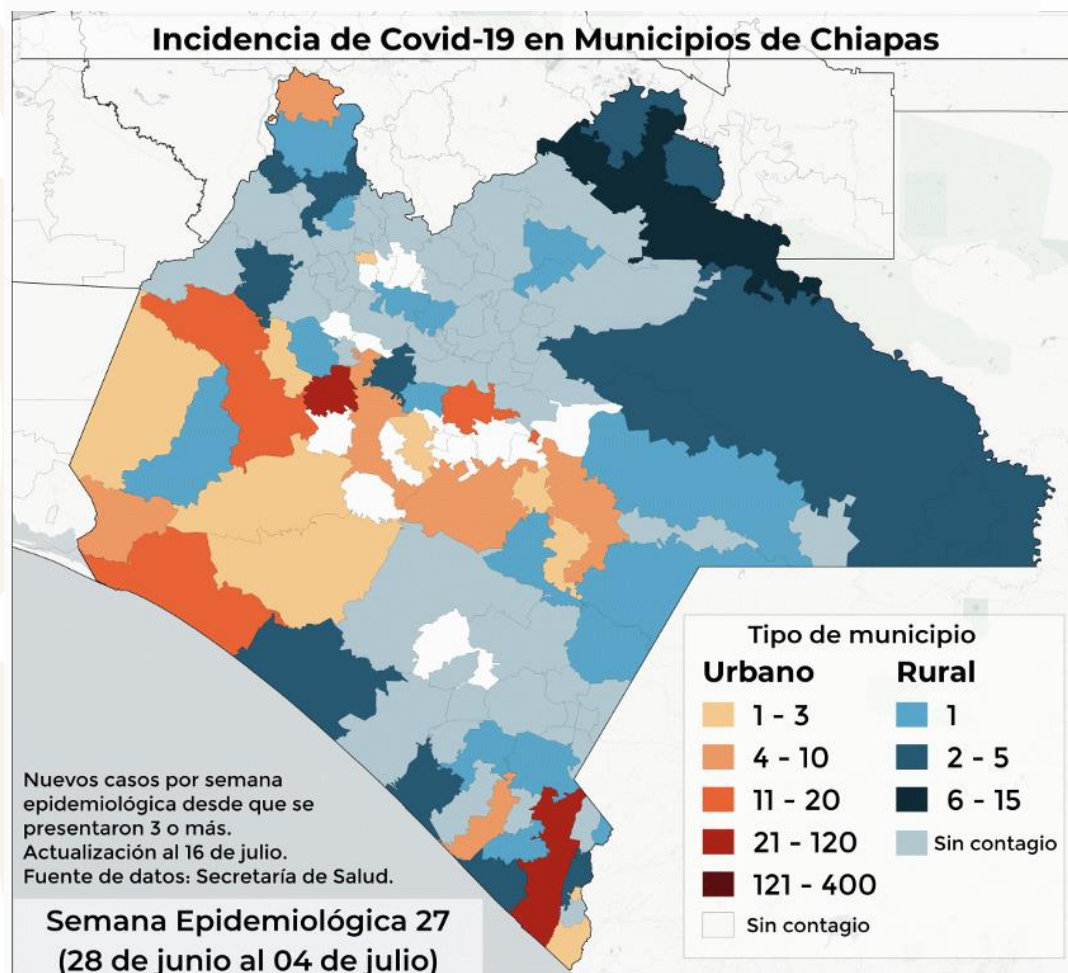 Incidencia de Covid-19 en Municipios de Chiapas
Nuevos casos por semana
epidemiológica desde que se
presentaron 3 o más.
Actualización al 16 de julio.
Fuente de datos: Secretaría de Salud.
Semana Epidemiológica 27
(28 de junio al 04 de julio)
Tipo de municipio
Urbano
1 - 3
4 - 10
11 - 20
21 - 120
121 - 400
Sin contagio
Rural
1
2 - 5
6 - 15
Sin contagio